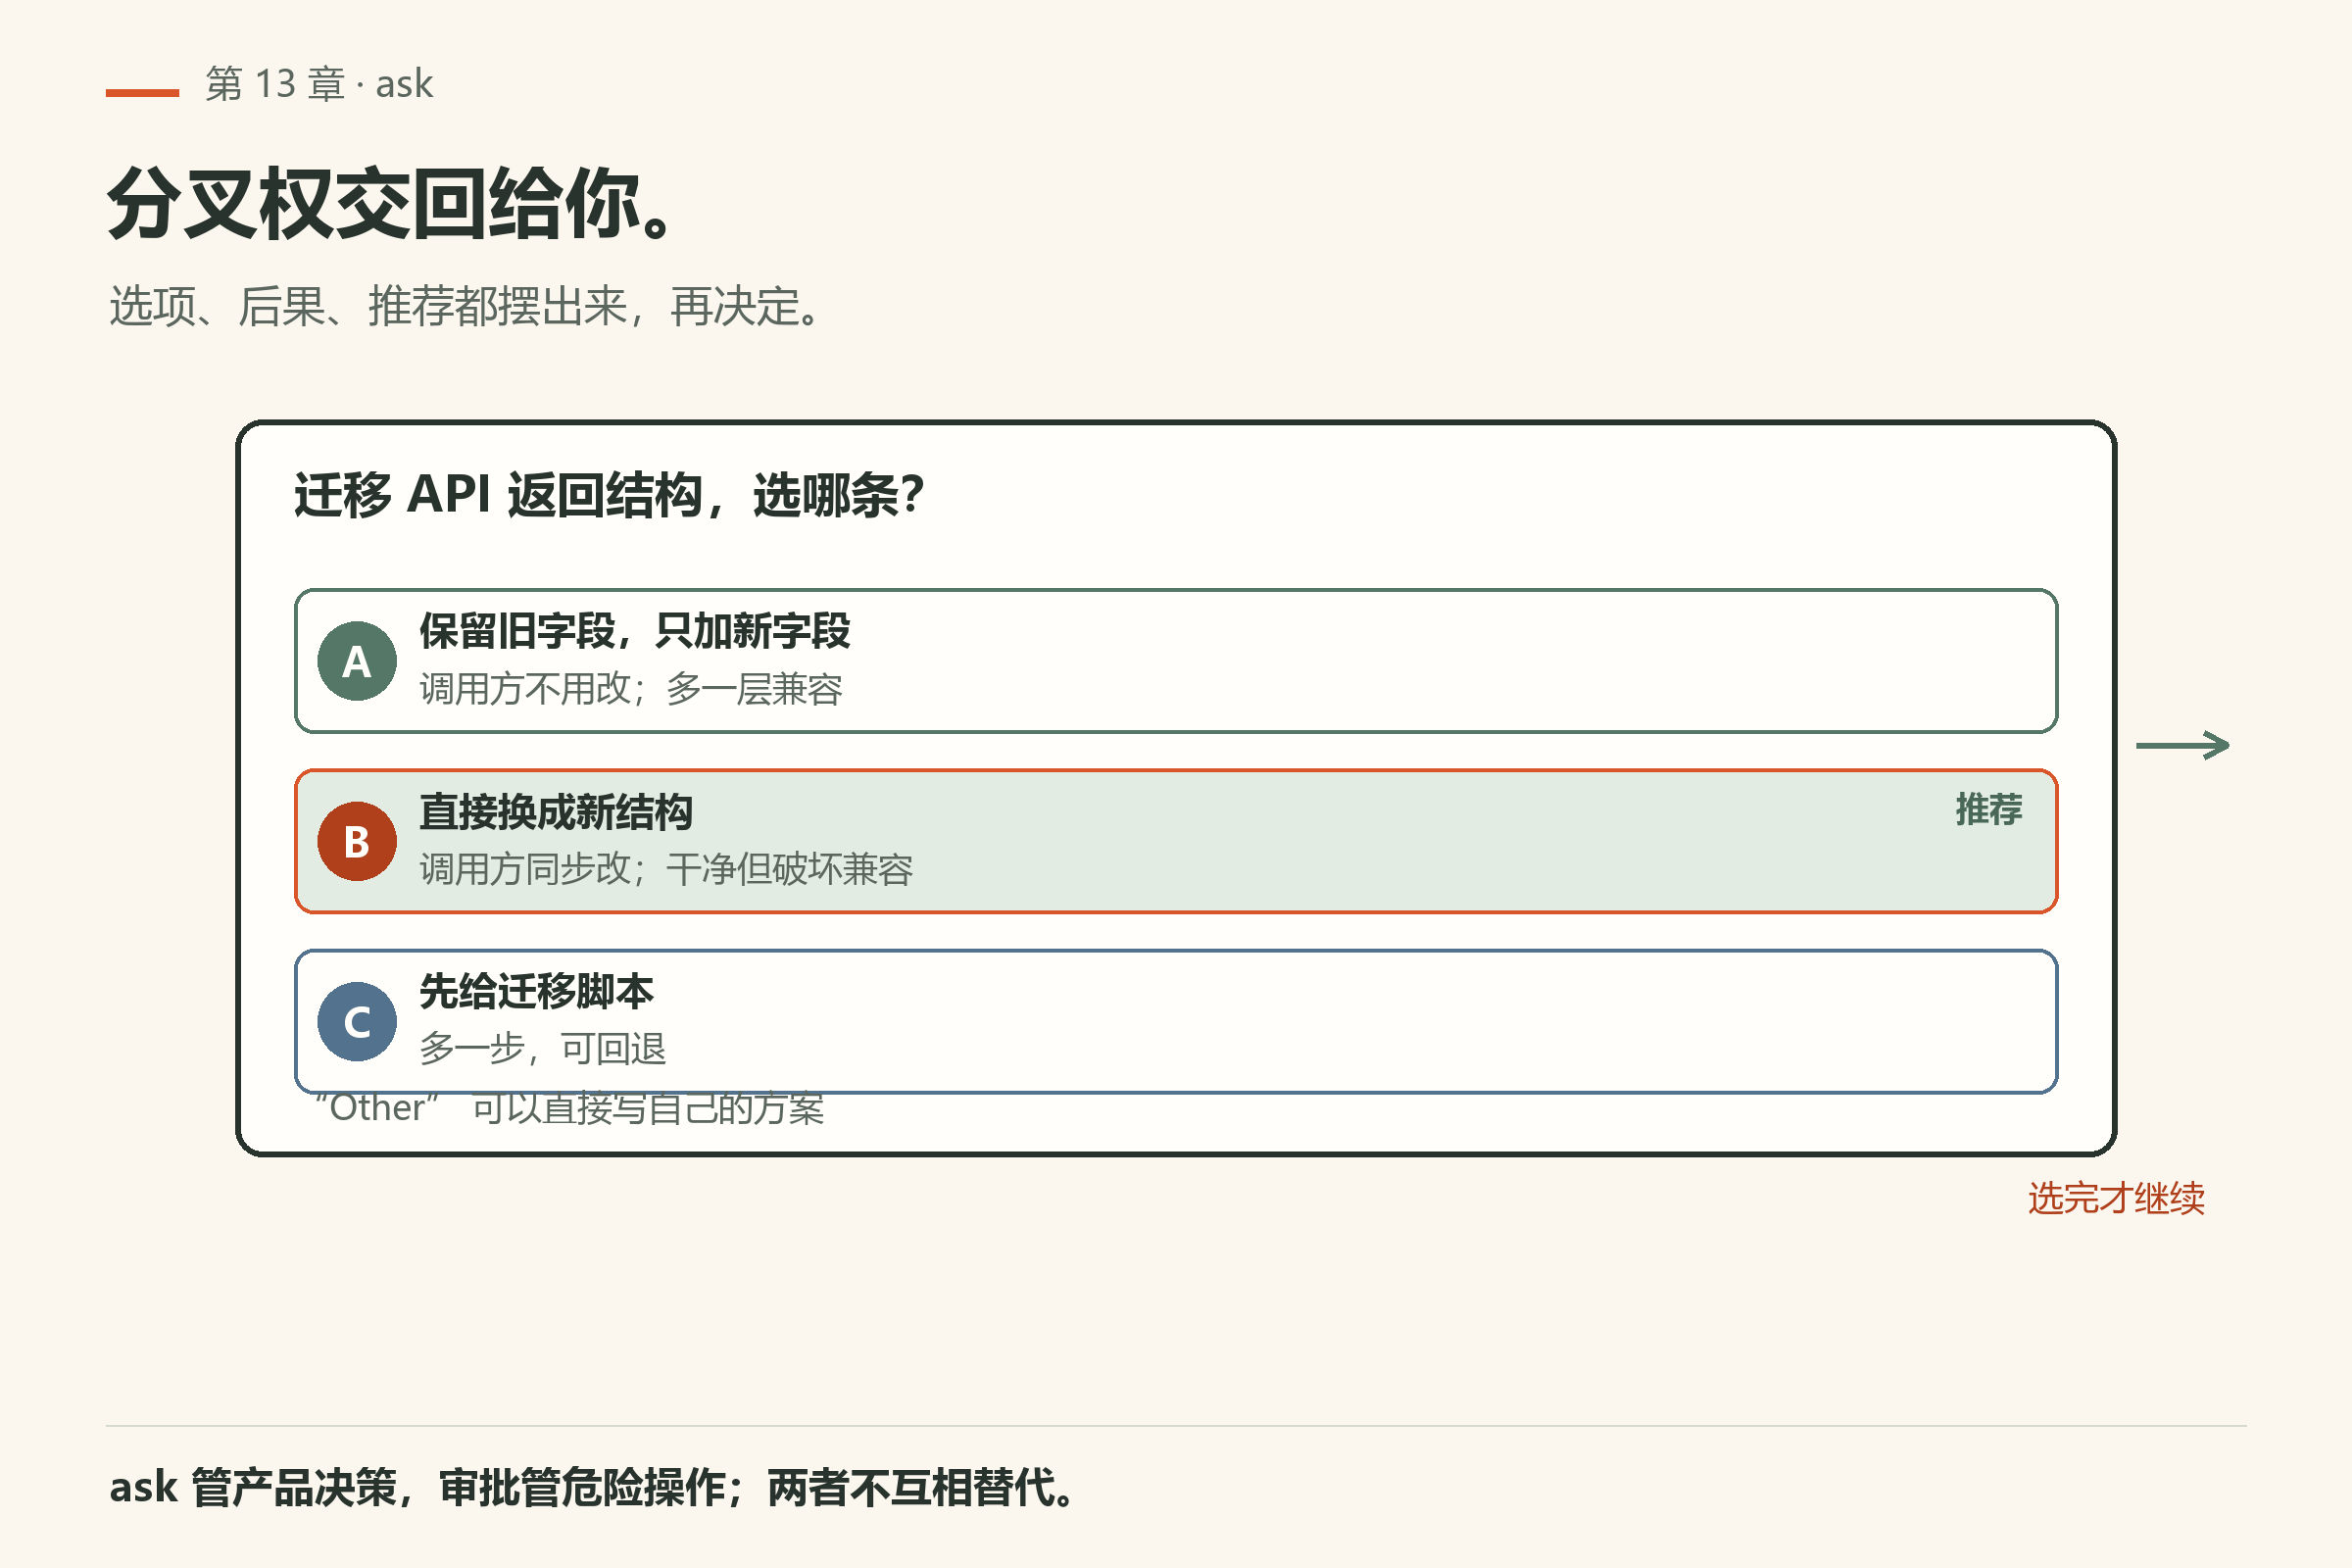 第 13 章 · ask
分叉权交回给你。
选项、后果、推荐都摆出来，再决定。
迁移 API 返回结构，选哪条？
A
保留旧字段，只加新字段
调用方不用改；多一层兼容
B
直接换成新结构
推荐
调用方同步改；干净但破坏兼容
C
先给迁移脚本
多一步，可回退
“Other” 可以直接写自己的方案
选完才继续
ask 管产品决策，审批管危险操作；两者不互相替代。